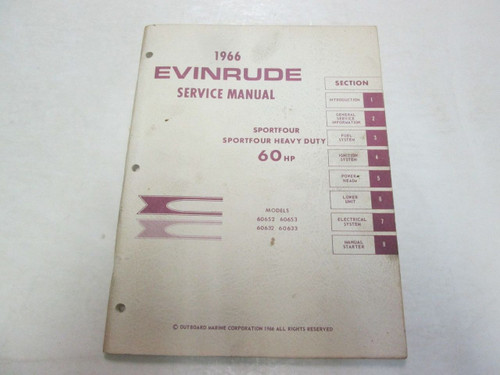 1966
EVINRUDE
SERVICE MANUAL
SPORTFOUR
SPORTFOUR HEAVY DUTY
60 HP
MODELS
60652 60653
60632 60633
SECTION
INTRODUCTION 1
GENERAL
SERVICE
INFORMATION 2
FUEL
SYSTEM 3
IGNITION
SYSTEM 4
POWER
HEAD 5
LOWER
UNIT 6
ELECTRICAL
SYSTEM 7
MANUAL
STARTER 8
© OUTBOARD MARINE CORPORATION 1966 ALL RIGHTS RESERVED